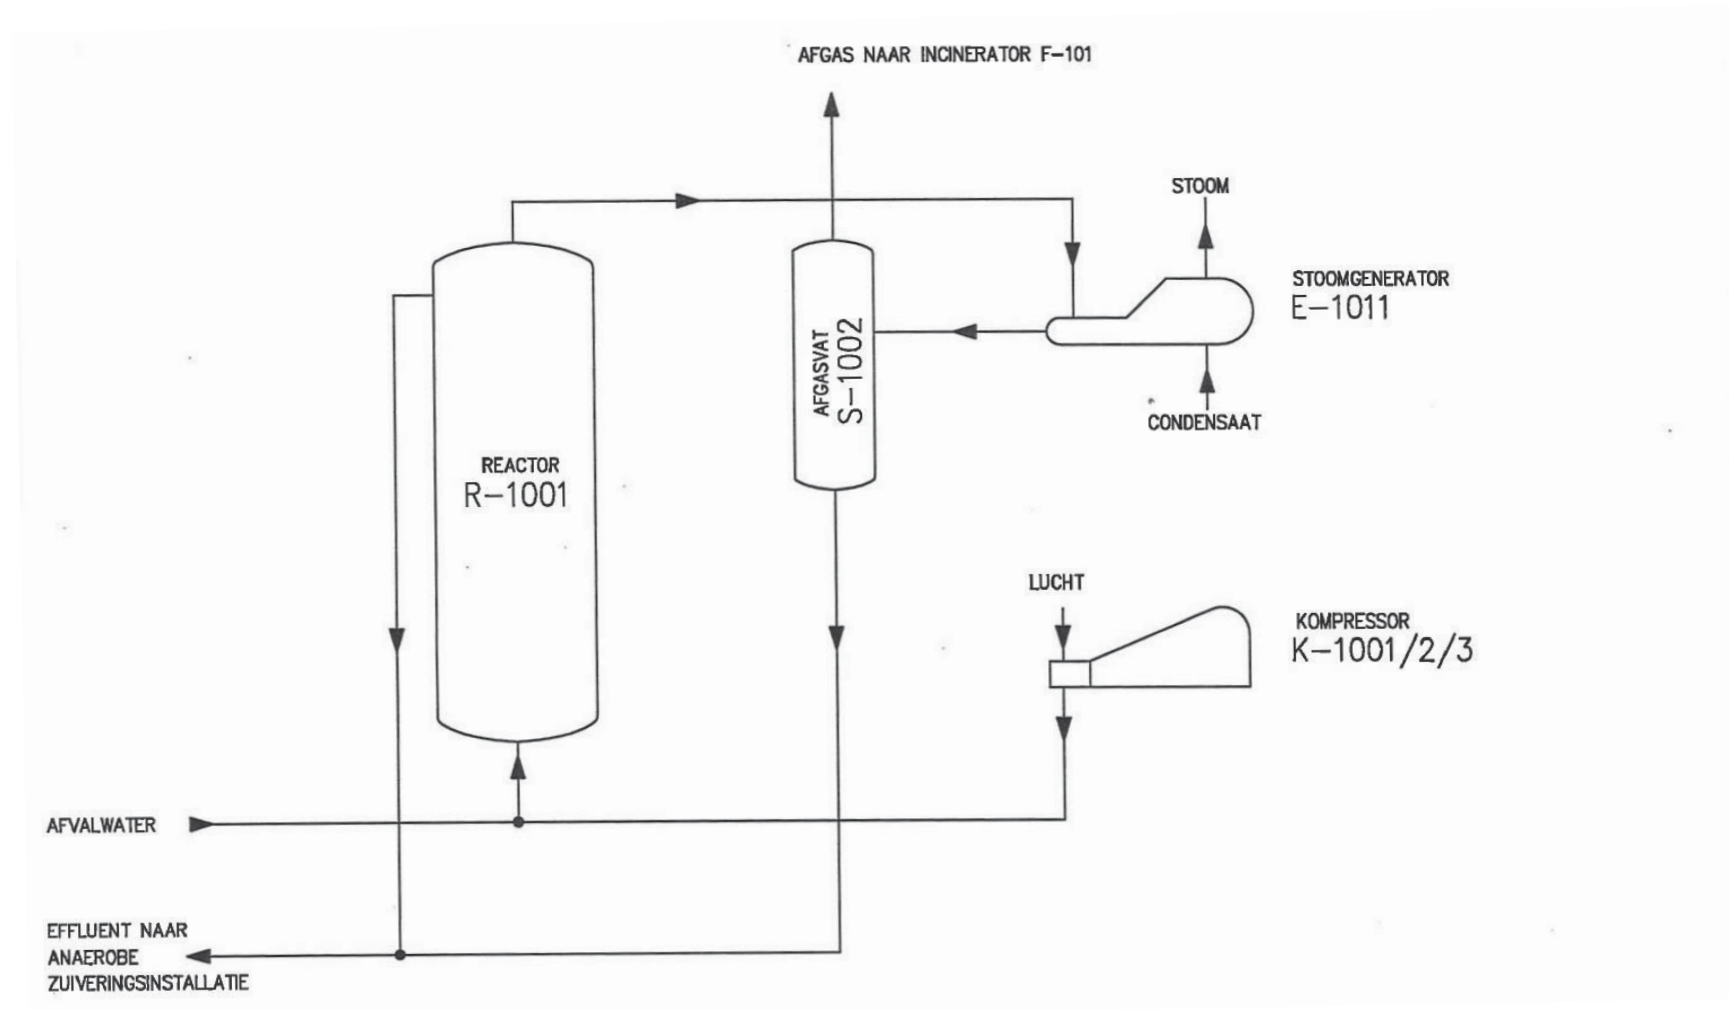 AFGAS NAAR INCINERATOR F-101
STOOM
STOOMGENERATOR
E-1011
AFGASVAT
S-1002
CONDENSAAT
REACTOR
R-1001
LUCHT
KOMPRESSOR
K-1001/2/3
AFVALWATER
EFFLUENT NAAR
ANAEROBE
ZUIVERINGSINSTALLATIE